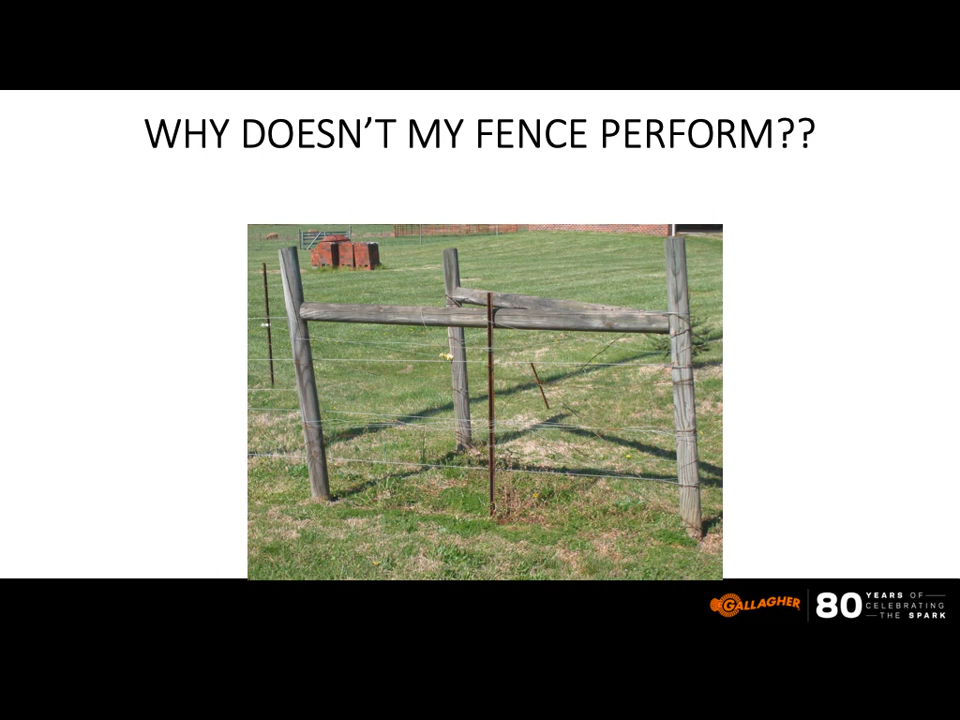 WHY DOESN'T MY FENCE PERFORM??
GALLAGHER
80 YEARS OF
CELEBRATING
THE SPARK